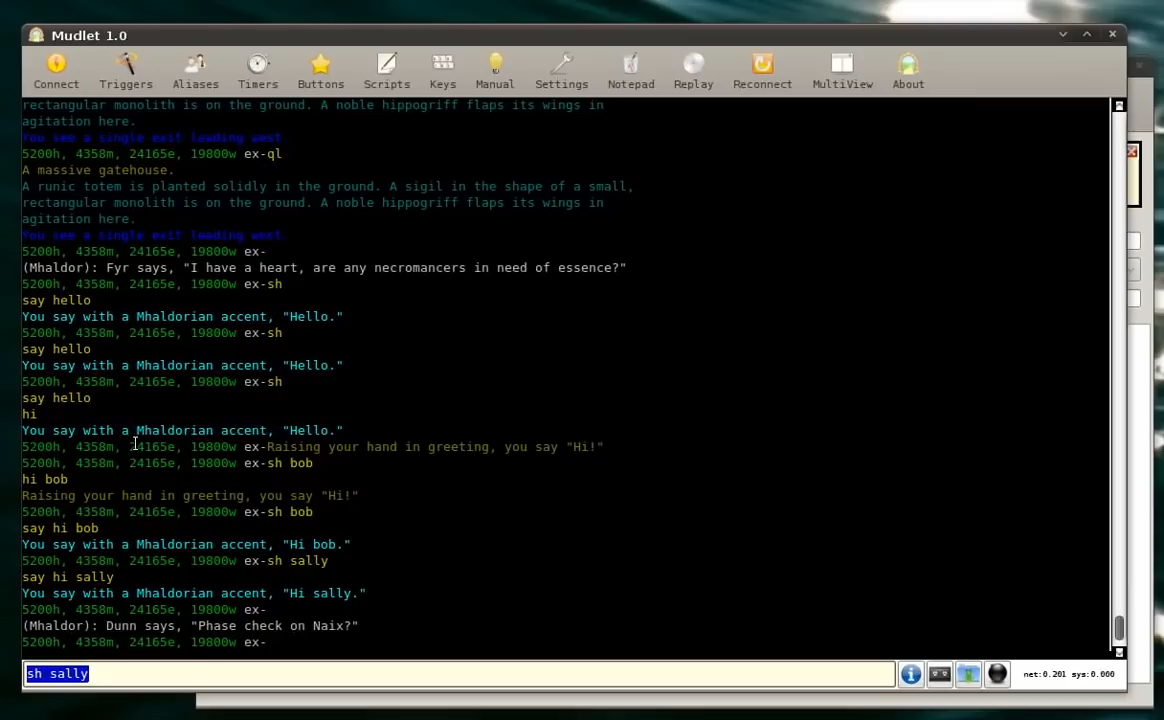 Mudlet 1.0
Connect Triggers Aliases Timers Buttons Scripts Keys Manual Settings Notepad Replay Reconnect MultiView About
rectangular monolith is on the ground. A noble hippogriff flaps its wings in
agitation here.
You see a single exit leading west.
5200h, 4358m, 24165e, 19800w ex-ql
A massive gatehouse.
A runic totem is planted solidly in the ground. A sigil in the shape of a small,
rectangular monolith is on the ground. A noble hippogriff flaps its wings in
agitation here.
You see a single exit leading west.
5200h, 4358m, 24165e, 19800w ex-
(Mhaldor): Fyr says, "I have a heart, are any necromancers in need of essence?"
5200h, 4358m, 24165e, 19800w ex-sh
say hello
You say with a Mhaldorian accent, "Hello."
5200h, 4358m, 24165e, 19800w ex-sh
say hello
You say with a Mhaldorian accent, "Hello."
5200h, 4358m, 24165e, 19800w ex-sh
say hello
hi
You say with a Mhaldorian accent, "Hello."
5200h, 4358m, 24165e, 19800w ex-Raising your hand in greeting, you say "Hi!"
5200h, 4358m, 24165e, 19800w ex-sh bob
hi bob
Raising your hand in greeting, you say "Hi!"
5200h, 4358m, 24165e, 19800w ex-sh bob
say hi bob
You say with a Mhaldorian accent, "Hi bob."
5200h, 4358m, 24165e, 19800w ex-sh sally
say hi sally
You say with a Mhaldorian accent, "Hi sally."
5200h, 4358m, 24165e, 19800w ex-
(Mhaldor): Dunn says, "Phase check on Naix?"
5200h, 4358m, 24165e, 19800w ex-
sh sally
net:0.201 sys:0.000